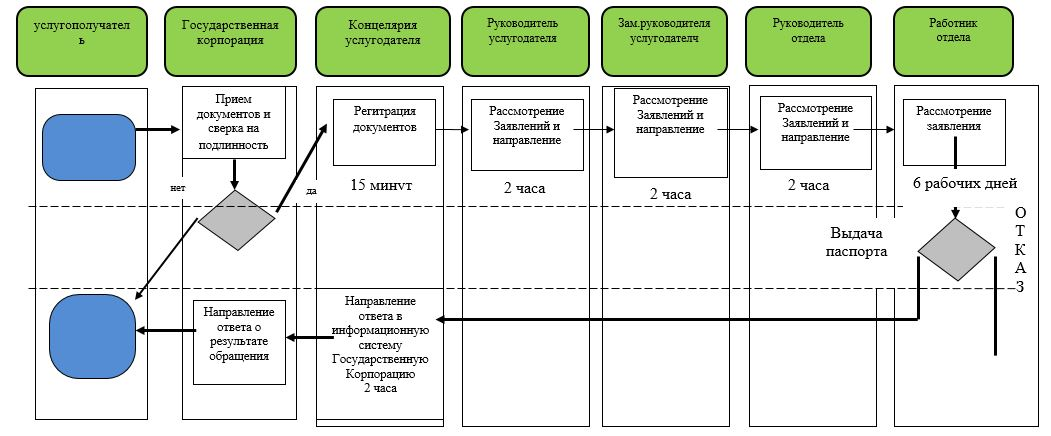 услугополучател
ь
Государственная
корпорация
Концелярия
услугодателя
Руководитель
услугодателя
Зам.руководителя
услугодателч
Руководитель
отдела
Работник
отдела
Прием
документов и
сверка на
подлинность
Регитрация
документов
Рассмотрение
Заявлений и
направление
Рассмотрение
Заявлений и
направление
Рассмотрение
Заявлений и
направление
Рассмотрение
заявления
нет
да
15 минут
2 часа
2 часа
2 часа
6 рабочих дней
Выдача
паспорта
О
Т
К
А
З
Направление
ответа о
результате
обращения
Направление
ответа в
информационную
систему
Государственную
Корпорацию
2 часа